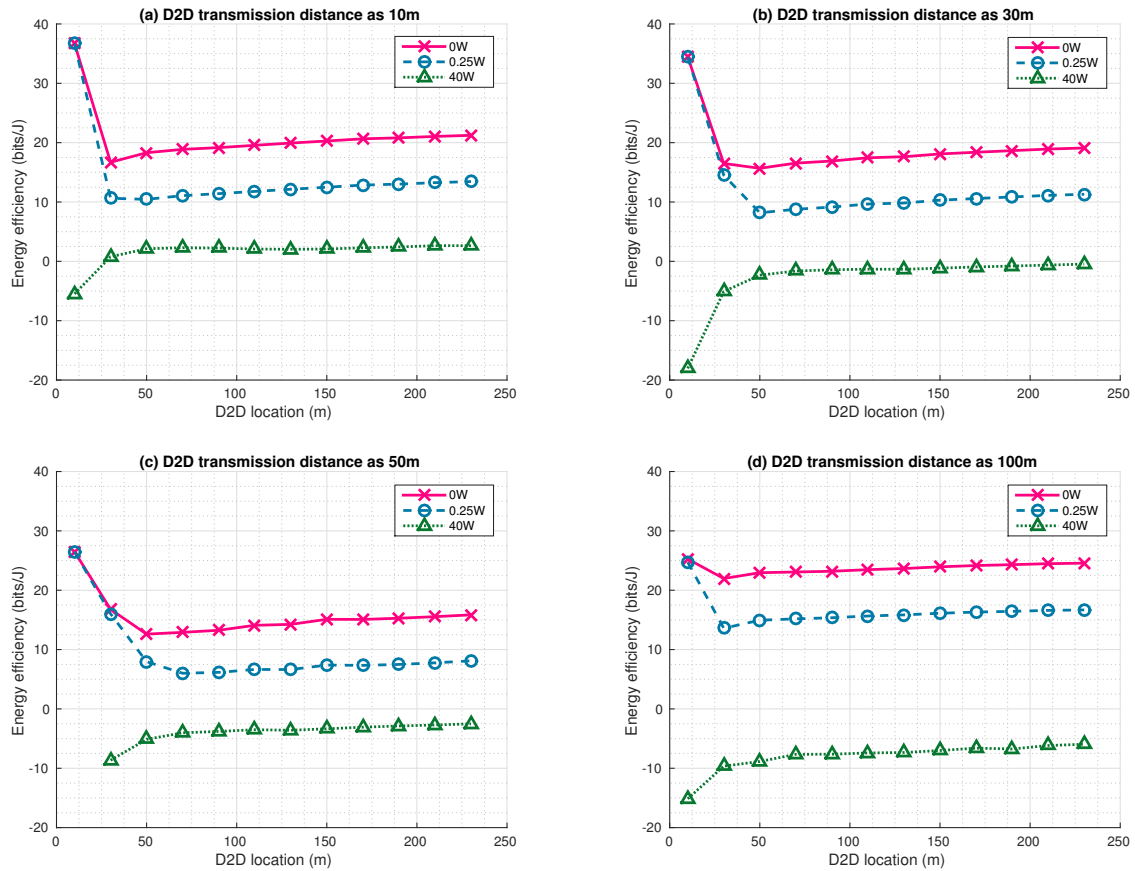 (a) D2D transmission distance as 10m
40
30
20
10
0
-10
-20
0
50
100
150
200
250
D2D location (m)
Energy efficiency (bits/J)
0W
0.25W
40W
(b) D2D transmission distance as 30m
40
30
20
10
0
-10
-20
0
50
100
150
200
250
D2D location (m)
Energy efficiency (bits/J)
0W
0.25W
40W
(c) D2D transmission distance as 50m
40
30
20
10
0
-10
-20
0
50
100
150
200
250
D2D location (m)
Energy efficiency (bits/J)
0W
0.25W
40W
(d) D2D transmission distance as 100m
40
30
20
10
0
-10
-20
0
50
100
150
200
250
D2D location (m)
Energy efficiency (bits/J)
0W
0.25W
40W